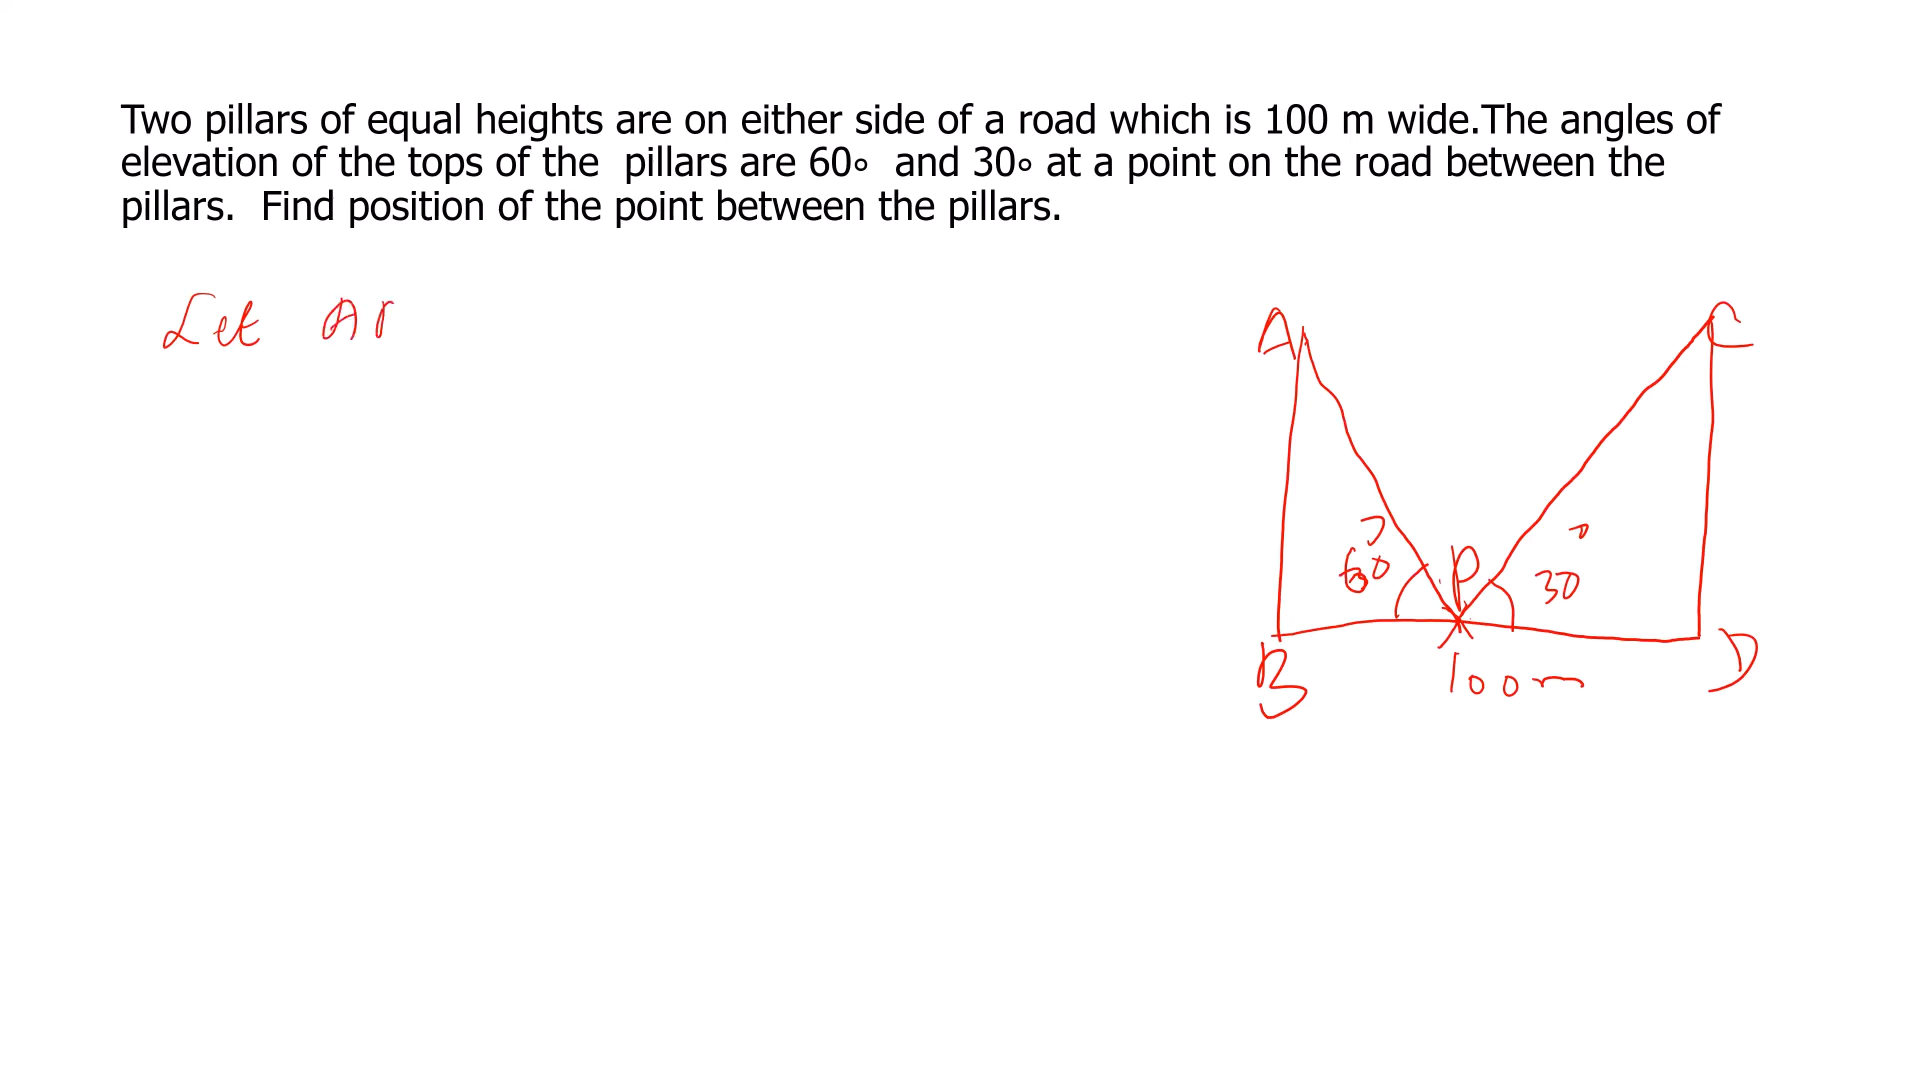 Two pillars of equal heights are on either side of a road which is 100 m wide.The angles of
elevation of the tops of the pillars are 60∘ and 30∘ at a point on the road between the
pillars. Find position of the point between the pillars.
Let
A
C
60°
P
30°
B
100m
D